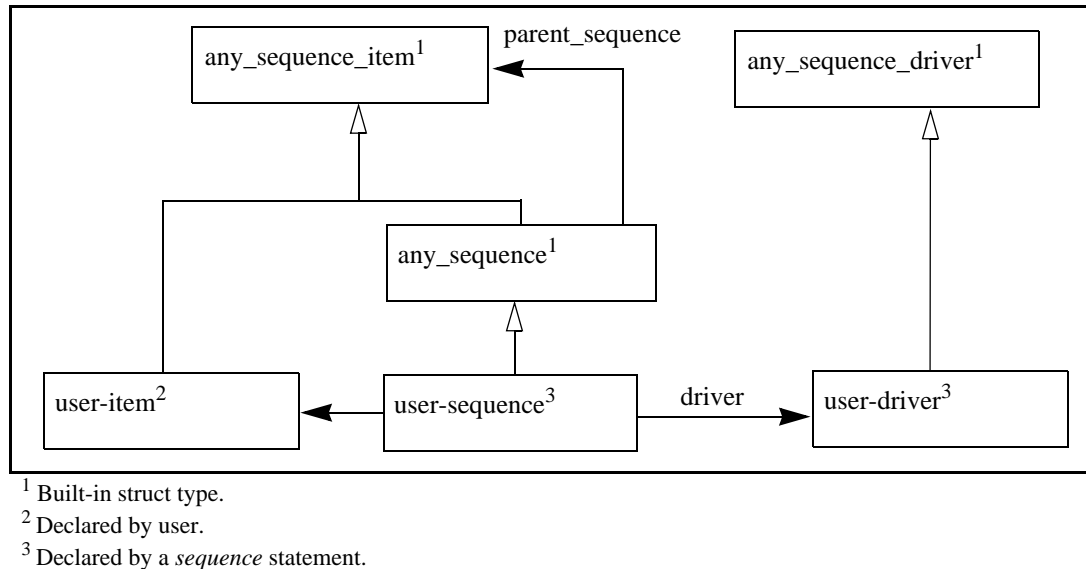 parent_sequence
any_sequence_item1
any_sequence_driver1
any_sequence1
user-item2
user-sequence3
driver
user-driver3
1 Built-in struct type.
2 Declared by user.
3 Declared by a sequence statement.